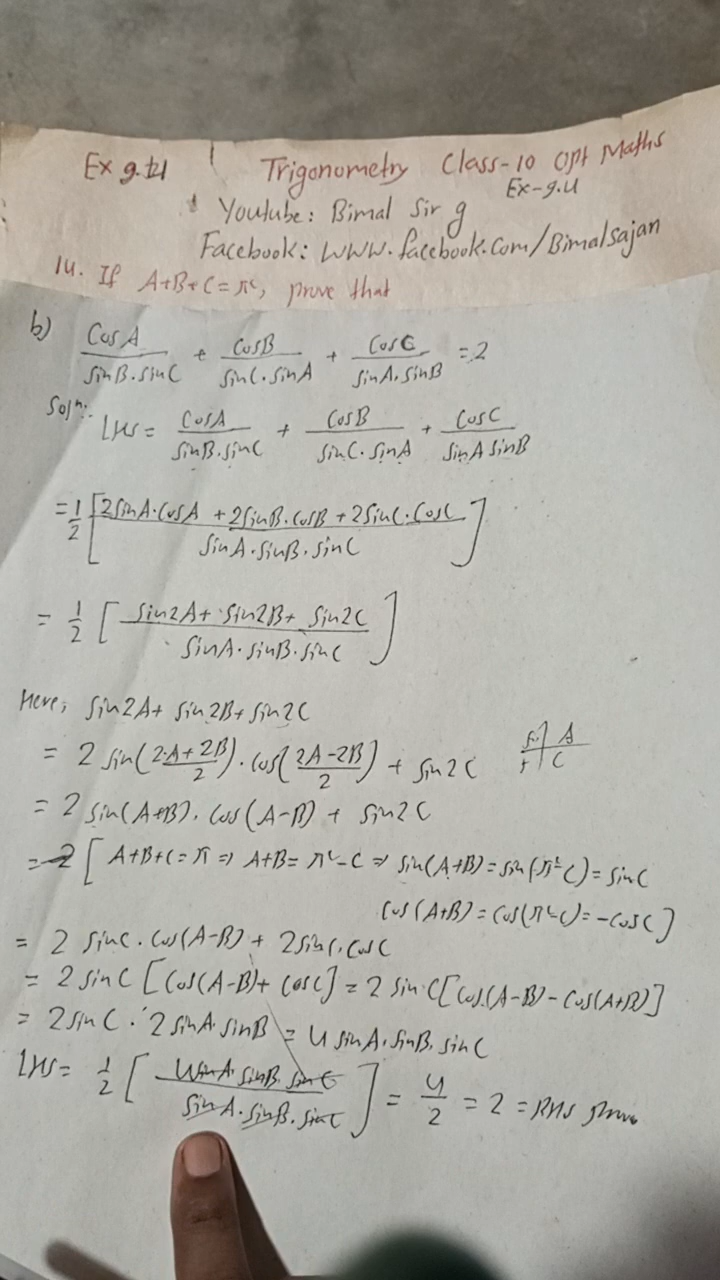 Ex 9.4 Trigonometry Class-10 Opt Maths
Ex-9.4
Youtube: Bimal Sir g
Facebook: WWW.facebook.com/Bimalsajan
14. If A+B+C=πᶜ, prove that
b) CosA/SinB.SinC + CosB/SinC.SinA + CosC/SinA.SinB = 2
Solⁿ:- LHS = CosA/SinB.SinC + CosB/SinC.SinA + CosC/SinA SinB
= 1/2 [(2SinA.CosA + 2SinB.CosB + 2SinC.CosC)/(SinA.SinB.SinC)]
= 1/2 [(Sin2A + Sin2B + Sin2C)/(SinA.SinB.SinC)]
Here, Sin2A + Sin2B + Sin2C
= 2 Sin((2A+2B)/2).Cos((2A-2B)/2) + Sin2C
= 2 Sin(A+B).Cos(A-B) + Sin2C
[A+B+C=π ⇒ A+B=πᶜ-C ⇒ Sin(A+B)=Sin(πᶜ-C)=SinC
Cos(A+B)=Cos(πᶜ-C)=-CosC]
= 2 SinC.Cos(A-B) + 2SinC.CosC
= 2 SinC [Cos(A-B)+CosC] = 2 SinC[Cos(A-B)-Cos(A+B)]
= 2SinC.2SinA.SinB = 4SinA.SinB.SinC
LHS = 1/2 [4SinA.SinB.SinC/SinA.SinB.SinC] = 4/2 = 2 = RHS